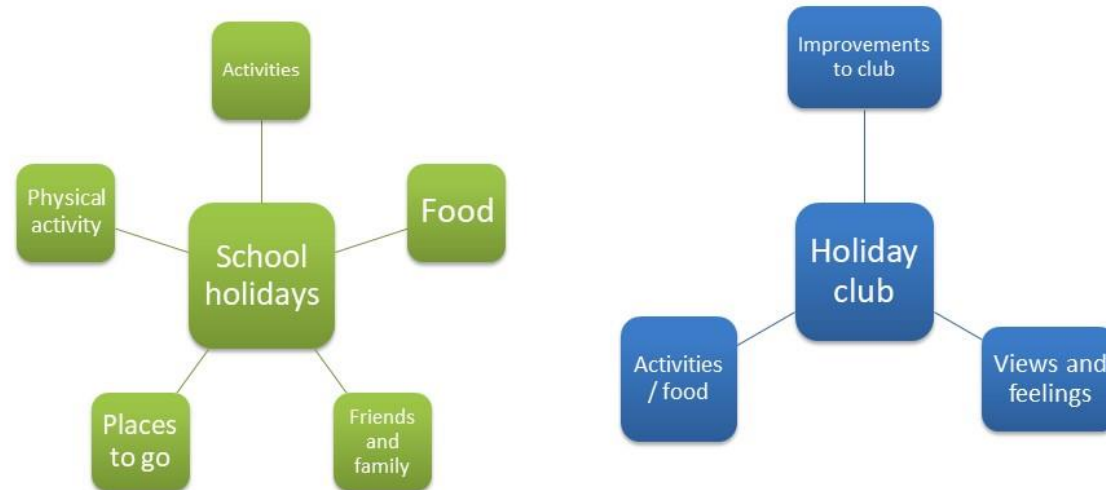 Activities
Physical
activity
Food
School
holidays
Places
to go
Friends
and
family
Improvements
to club
Holiday
club
Activities
/ food
Views and
feelings